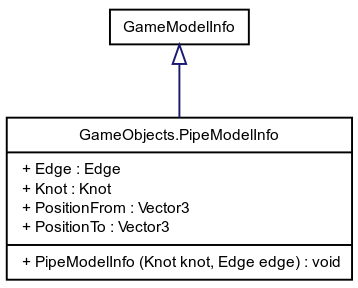 GameModelInfo
GameObjects.PipeModelInfo
+ Edge : Edge
+ Knot : Knot
+ PositionFrom : Vector3
+ PositionTo : Vector3
+ PipeModelInfo (Knot knot, Edge edge) : void